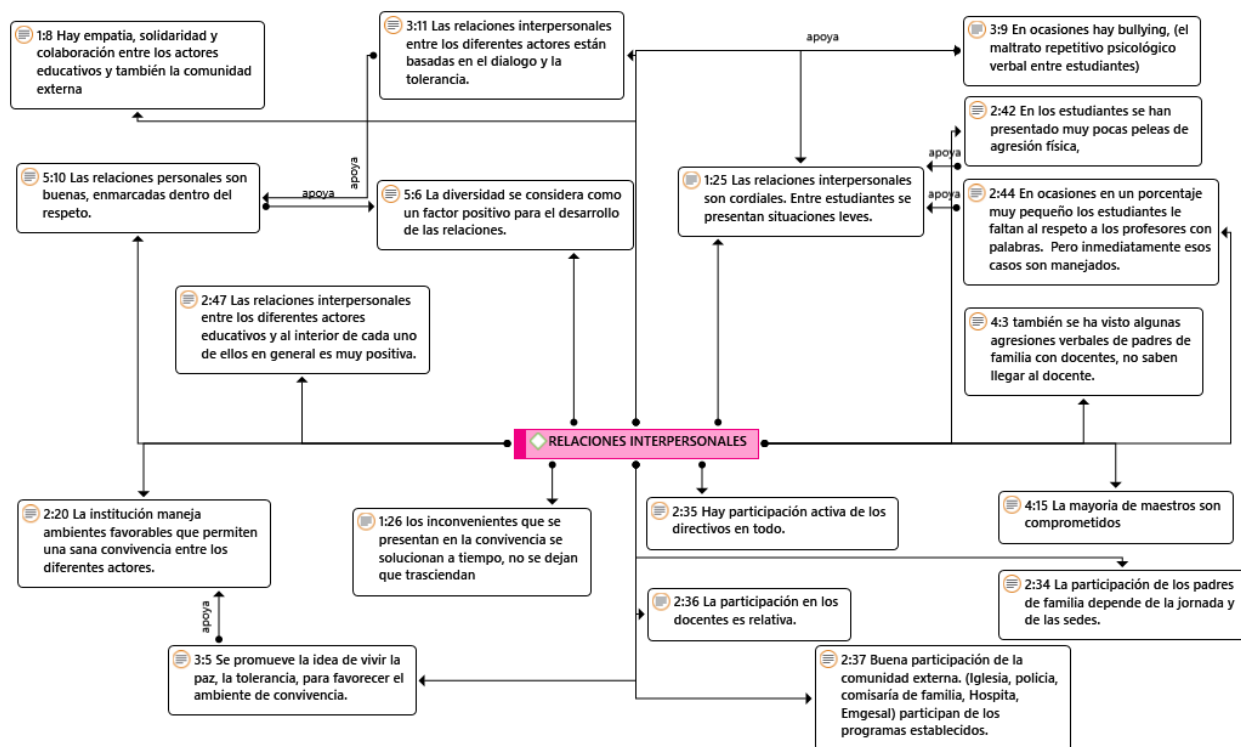 1:8 Hay empatia, solidaridad y
colaboración entre los actores
educativos y también la comunidad
externa
3:11 Las relaciones interpersonales
entre los diferentes actores están
basadas en el dialogo y la
tolerancia.
apoya
3:9 En ocasiones hay bullying, (el
maltrato repetitivo psicológico
verbal entre estudiantes)
2:42 En los estudiantes se han
presentado muy pocas peleas de
agresión física,
apoya
apoya
5:10 Las relaciones personales son
buenas, enmarcadas dentro del
respeto.
apoya
5:6 La diversidad se considera como
un factor positivo para el desarrollo
de las relaciones.
1:25 Las relaciones interpersonales
son cordiales. Entre estudiantes se
presentan situaciones leves.
apoya
2:44 En ocasiones en un porcentaje
muy pequeño los estudiantes le
faltan al respeto a los profesores con
palabras. Pero inmediatamente esos
casos son manejados.
2:47 Las relaciones interpersonales
entre los diferentes actores
educativos y al interior de cada uno
de ellos en general es muy positiva.
4:3 también se ha visto algunas
agresiones verbales de padres de
familia con docentes, no saben
llegar al docente.
RELACIONES INTERPERSONALES
2:20 La institución maneja
ambientes favorables que permiten
una sana convivencia entre los
diferentes actores.
1:26 los inconvenientes que se
presentan en la convivencia se
solucionan a tiempo, no se dejan
que trasciendan
2:35 Hay participación activa de los
directivos en todo.
4:15 La mayoria de maestros son
comprometidos
2:36 La participación en los
docentes es relativa.
2:34 La participación de los padres
de familia depende de la jornada y
de las sedes.
apoya
3:5 Se promueve la idea de vivir la
paz, la tolerancia, para favorecer el
ambiente de convivencia.
2:37 Buena participación de la
comunidad externa. (Iglesia, policia,
comisaría de familia, Hospita,
Emgesal) participan de los
programas establecidos.